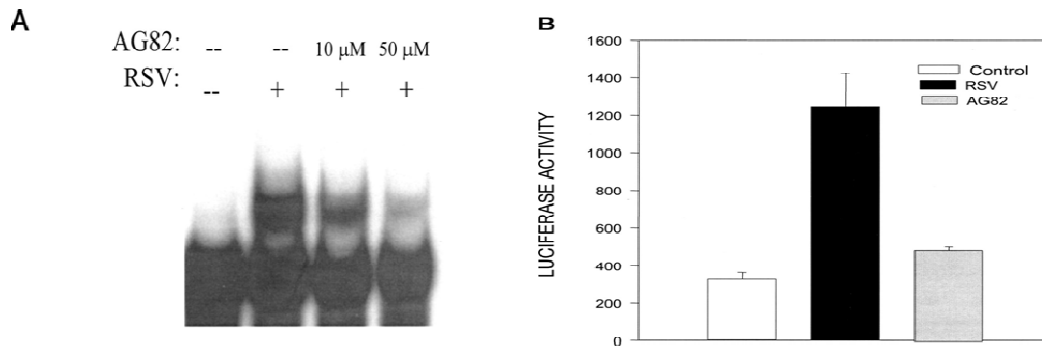 A
AG82: -- -- 10 μM 50 μM
RSV: -- + + +
B
LUCIFERASE ACTIVITY
1600
1400
1200
1000
800
600
400
200
0
Control
RSV
AG82